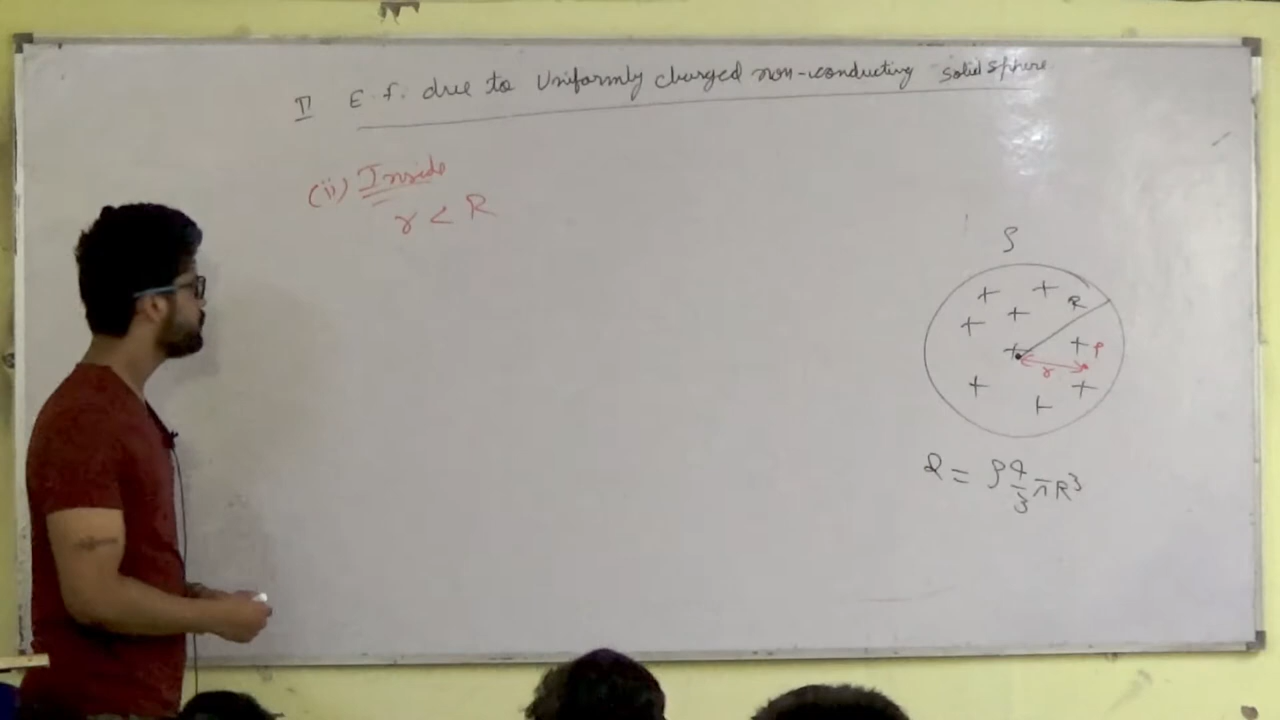 II E.f. due to Uniformly charged non-conducting solid sphere
(ii) Inside
r < R
ρ
R
P
r
Q = ρ 4/3 πR³